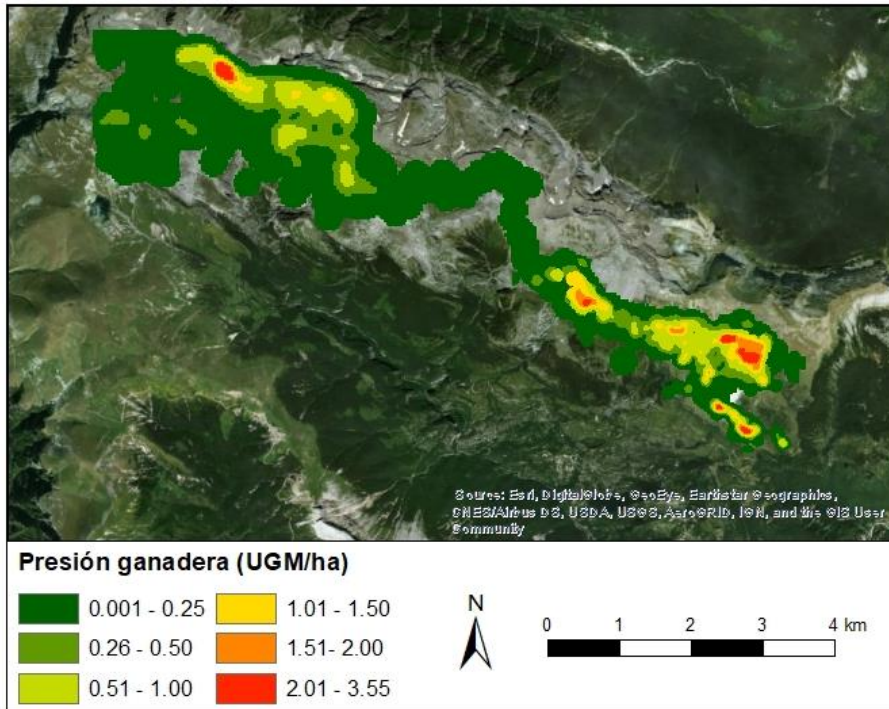 Source: Esri, DigitalGlobe, GeoEye, Earthstar Geographics,
CNES/Airbus DS, USDA, USGS, AeroGRID, IGN, and the GIS User
Community
Presión ganadera (UGM/ha)
0.001 - 0.25
0.26 - 0.50
0.51 - 1.00
1.01 - 1.50
1.51- 2.00
2.01 - 3.55
N
0 1 2 3 4 km